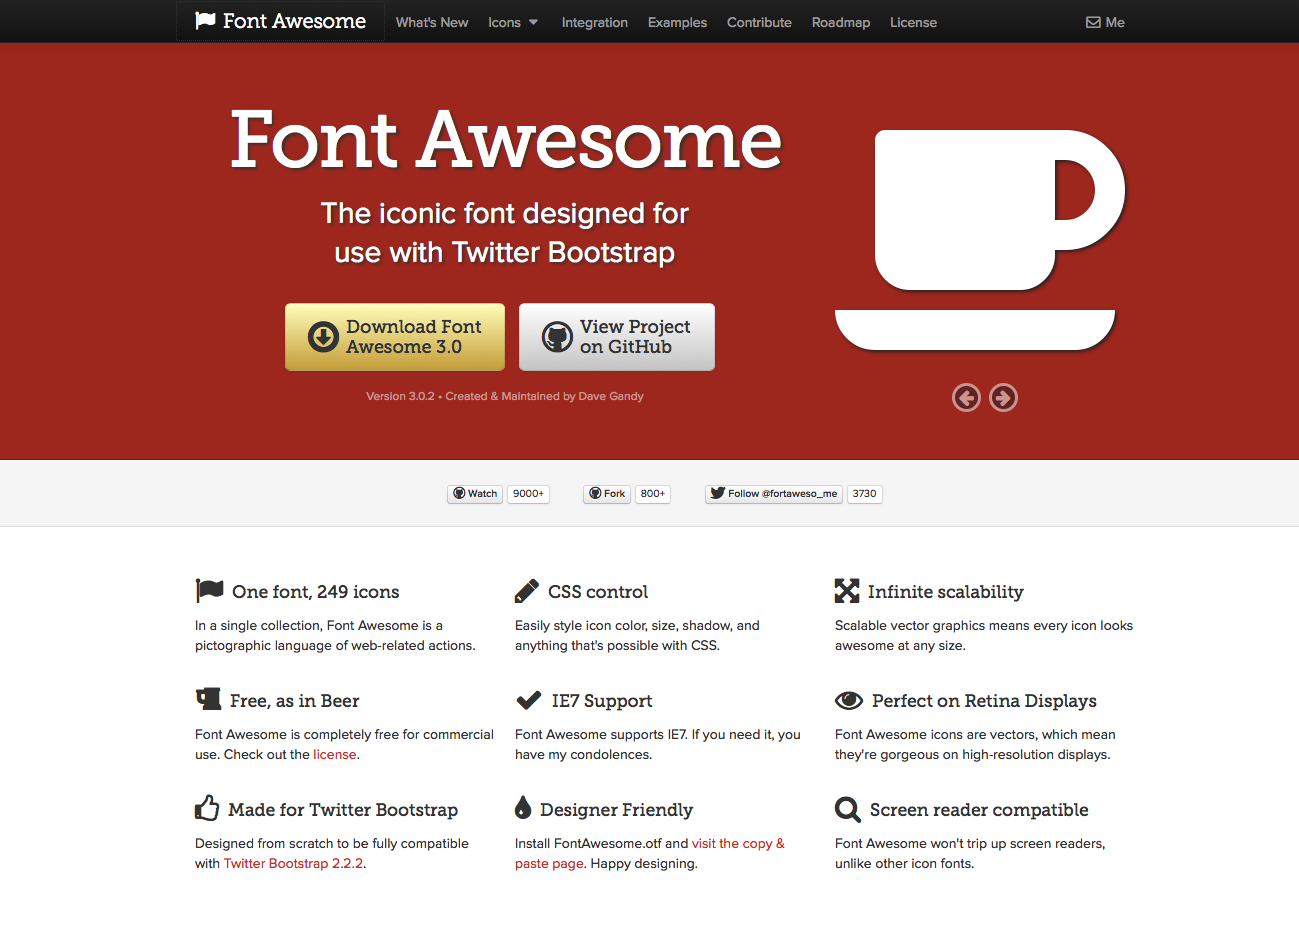 Font Awesome What's New Icons Integration Examples Contribute Roadmap License Me
Font Awesome
The iconic font designed for
use with Twitter Bootstrap
Download Font
Awesome 3.0
View Project
on GitHub
Version 3.0.2 • Created & Maintained by Dave Gandy
Watch 9000+ Fork 800+ Follow @fortaweso_me 3730
One font, 249 icons
In a single collection, Font Awesome is a
pictographic language of web-related actions.
CSS control
Easily style icon color, size, shadow, and
anything that's possible with CSS.
Infinite scalability
Scalable vector graphics means every icon looks
awesome at any size.
Free, as in Beer
Font Awesome is completely free for commercial
use. Check out the license.
IE7 Support
Font Awesome supports IE7. If you need it, you
have my condolences.
Perfect on Retina Displays
Font Awesome icons are vectors, which mean
they're gorgeous on high-resolution displays.
Made for Twitter Bootstrap
Designed from scratch to be fully compatible
with Twitter Bootstrap 2.2.2.
Designer Friendly
Install FontAwesome.otf and visit the copy &
paste page. Happy designing.
Screen reader compatible
Font Awesome won't trip up screen readers,
unlike other icon fonts.